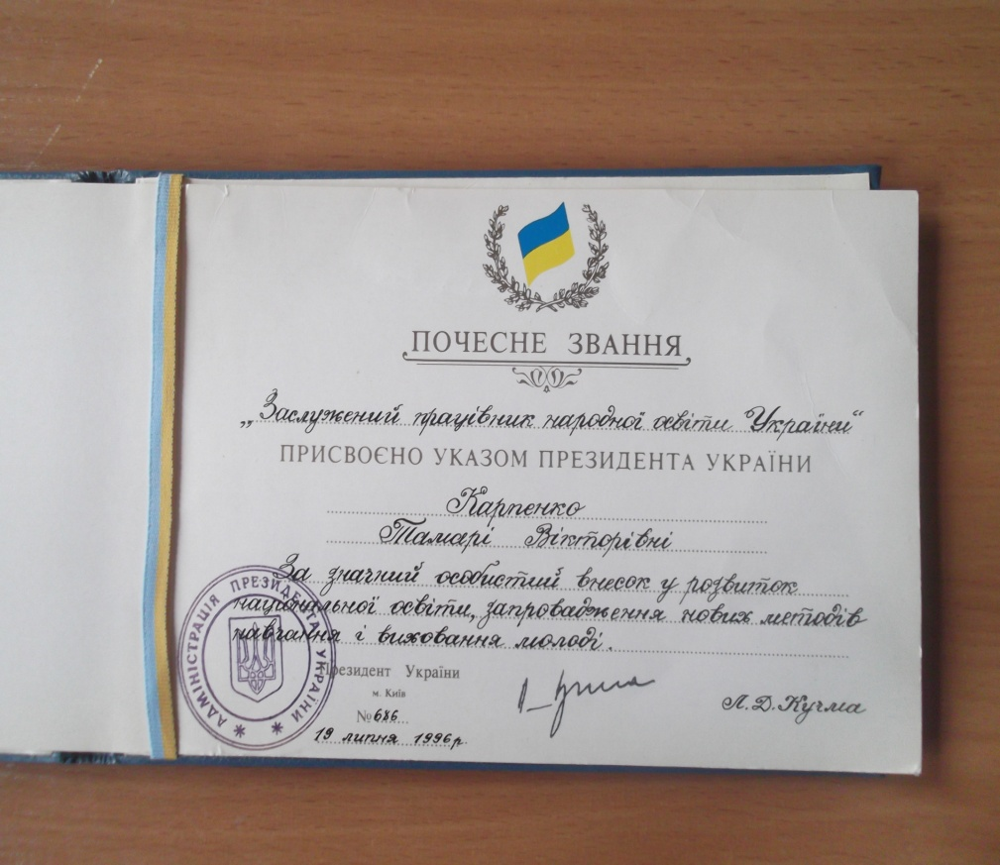 ПОЧЕСНЕ ЗВАННЯ
„Заслужений працівник народної освіти України“
ПРИСВОЄНО УКАЗОМ ПРЕЗИДЕНТА УКРАЇНИ
Карпенко
Тамарі Вікторівні
За значний особистий внесок у розвиток
національної освіти, запровадження нових методів
навчання і виховання молоді.
АДМІНІСТРАЦІЯ ПРЕЗИДЕНТА УКРАЇНИ
Президент України
м. Київ
Л.Д.Кучма
№
19 липня 1996р.